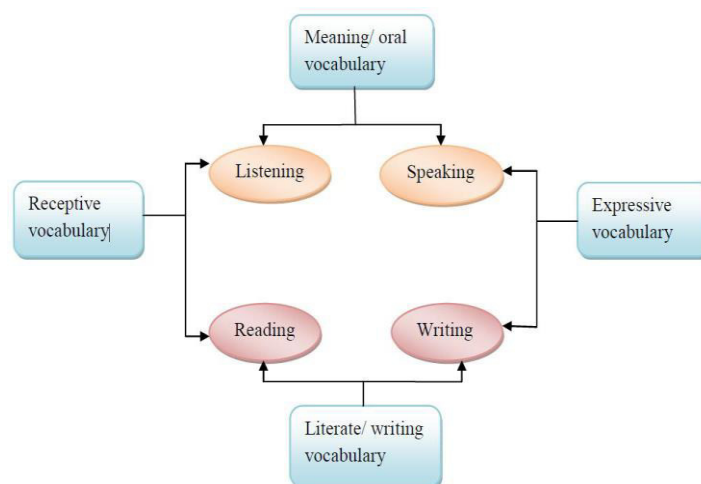 Meaning/ oral
vocabulary
Listening
Speaking
Receptive
vocabulary
Expressive
vocabulary
Reading
Writing
Literate/ writing
vocabulary